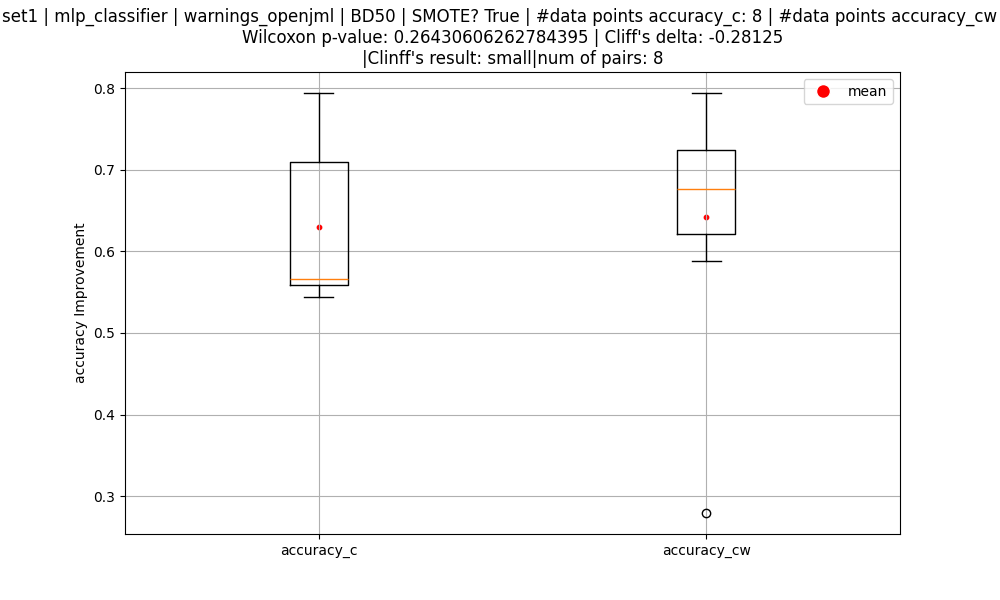 set1 | mlp_classifier | warnings_openjml | BD50 | SMOTE? True | #data points accuracy_c: 8 | #data points accuracy_cw
Wilcoxon p-value: 0.26430606262784395 | Cliff's delta: -0.28125
|Clinff's result: small|num of pairs: 8
mean
0.8
0.7
0.6
0.5
0.4
0.3
accuracy Improvement
accuracy_c
accuracy_cw